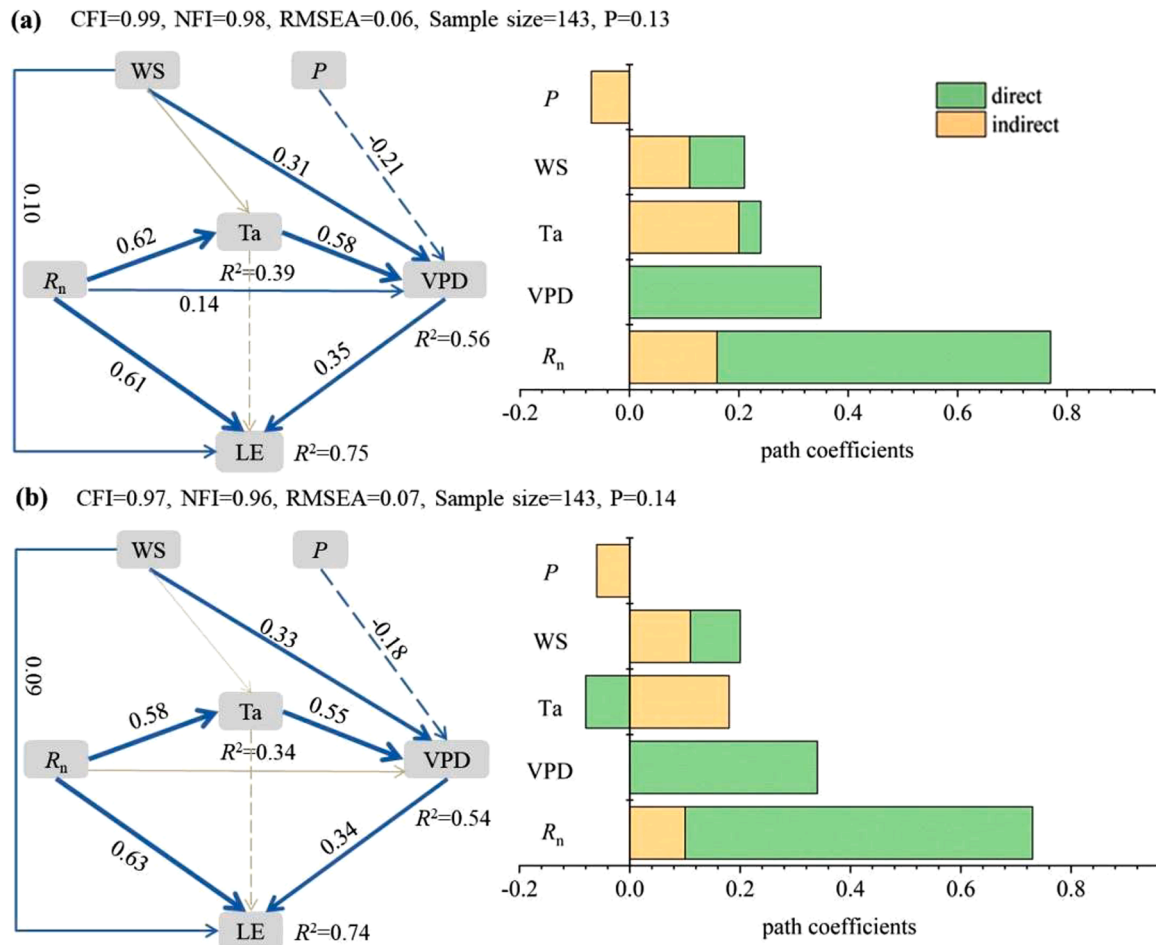 (a) CFI=0.99, NFI=0.98, RMSEA=0.06, Sample size=143, P=0.13
WS
P
0.10
0.31
-0.21
0.62
Ta
0.58
R²=0.39
Rn
0.14
VPD
R²=0.56
0.61
0.35
LE
R²=0.75
direct
indirect
P
WS
Ta
VPD
Rn
-0.2 0.0 0.2 0.4 0.6 0.8
path coefficients
(b) CFI=0.97, NFI=0.96, RMSEA=0.07, Sample size=143, P=0.14
WS
P
0.09
0.33
-0.18
0.58
Ta
0.55
R²=0.34
Rn
VPD
R²=0.54
0.63
0.34
LE
R²=0.74
P
WS
Ta
VPD
Rn
-0.2 0.0 0.2 0.4 0.6 0.8
path coefficients